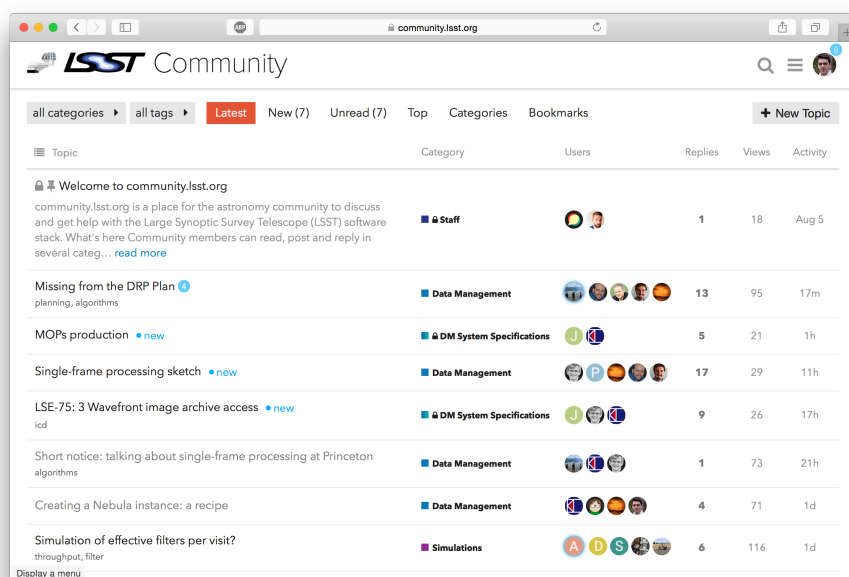 ABP
community.lsst.org
8
LSST Community
all categories
all tags
Latest
New (7)
Unread (7)
Top
Categories
Bookmarks
+ New Topic
Topic
Category
Users
Replies
Views
Activity
Welcome to community.lsst.org
community.lsst.org is a place for the astronomy community to discuss
and get help with the Large Synoptic Survey Telescope (LSST) software
stack. What's here Community members can read, post and reply in
several categ… read more
Staff
1
18
Aug 5
Missing from the DRP Plan 4
planning, algorithms
Data Management
13
95
17m
MOPs production • new
DM System Specifications
J
5
21
1h
Single-frame processing sketch • new
Data Management
P
17
29
11h
LSE-75: 3 Wavefront image archive access • new
icd
DM System Specifications
J
9
26
17h
Short notice: talking about single-frame processing at Princeton
algorithms
Data Management
1
73
21h
Creating a Nebula instance: a recipe
Data Management
4
71
1d
Simulation of effective filters per visit?
throughput, filter
Simulations
A D S
6
116
1d
Display a menu